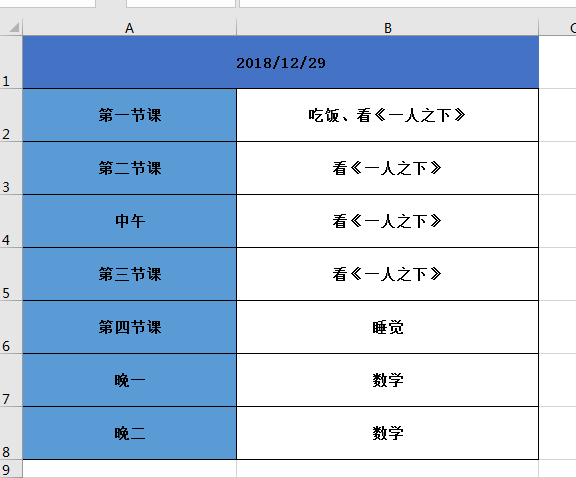 A B C
1 2018/12/29
2 第一节课 吃饭、看《一人之下》
3 第二节课 看《一人之下》
4 中午 看《一人之下》
5 第三节课 看《一人之下》
6 第四节课 睡觉
7 晚一 数学
8 晚二 数学
9